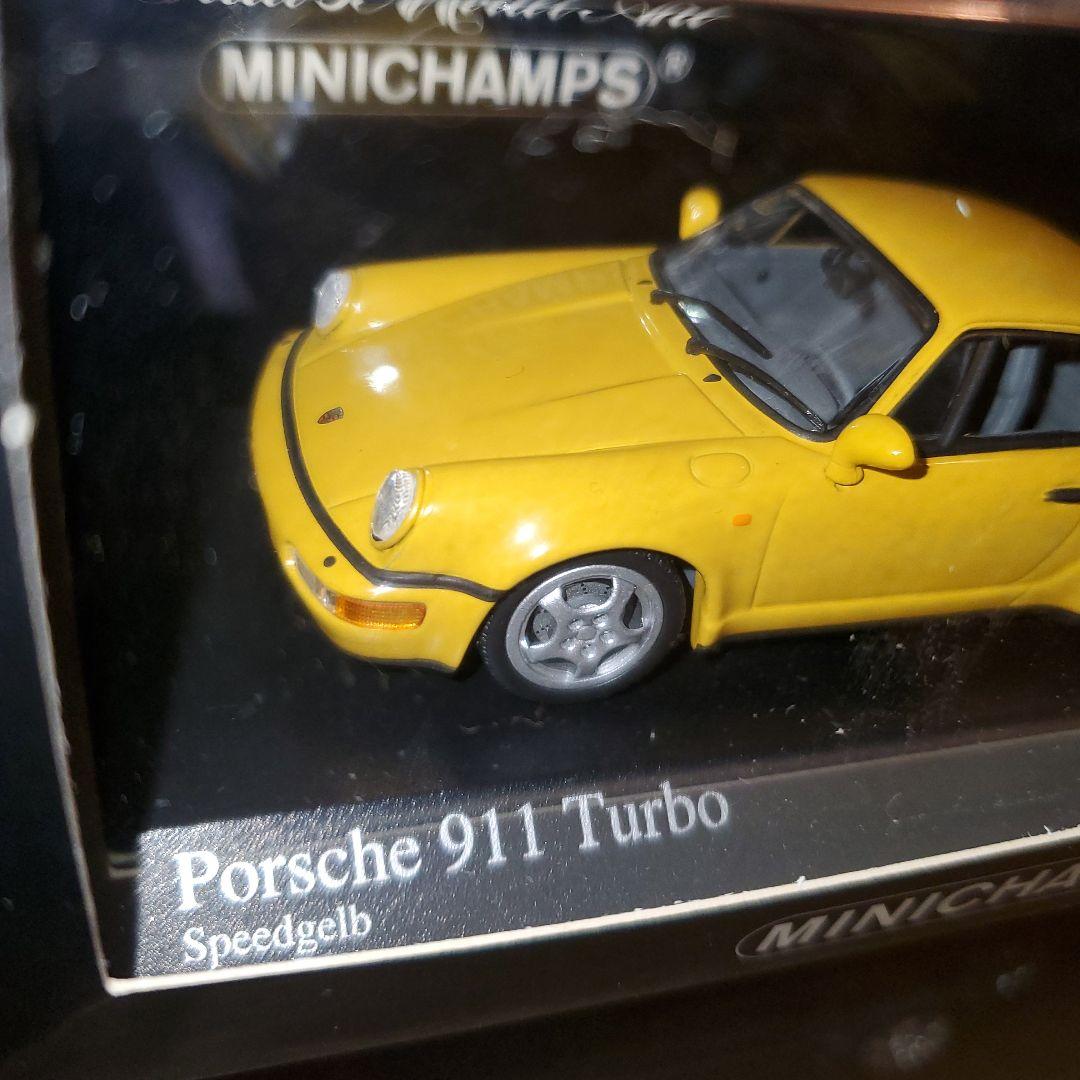 MINICHAMPS®
Porsche 911 Turbo
Speedgelb